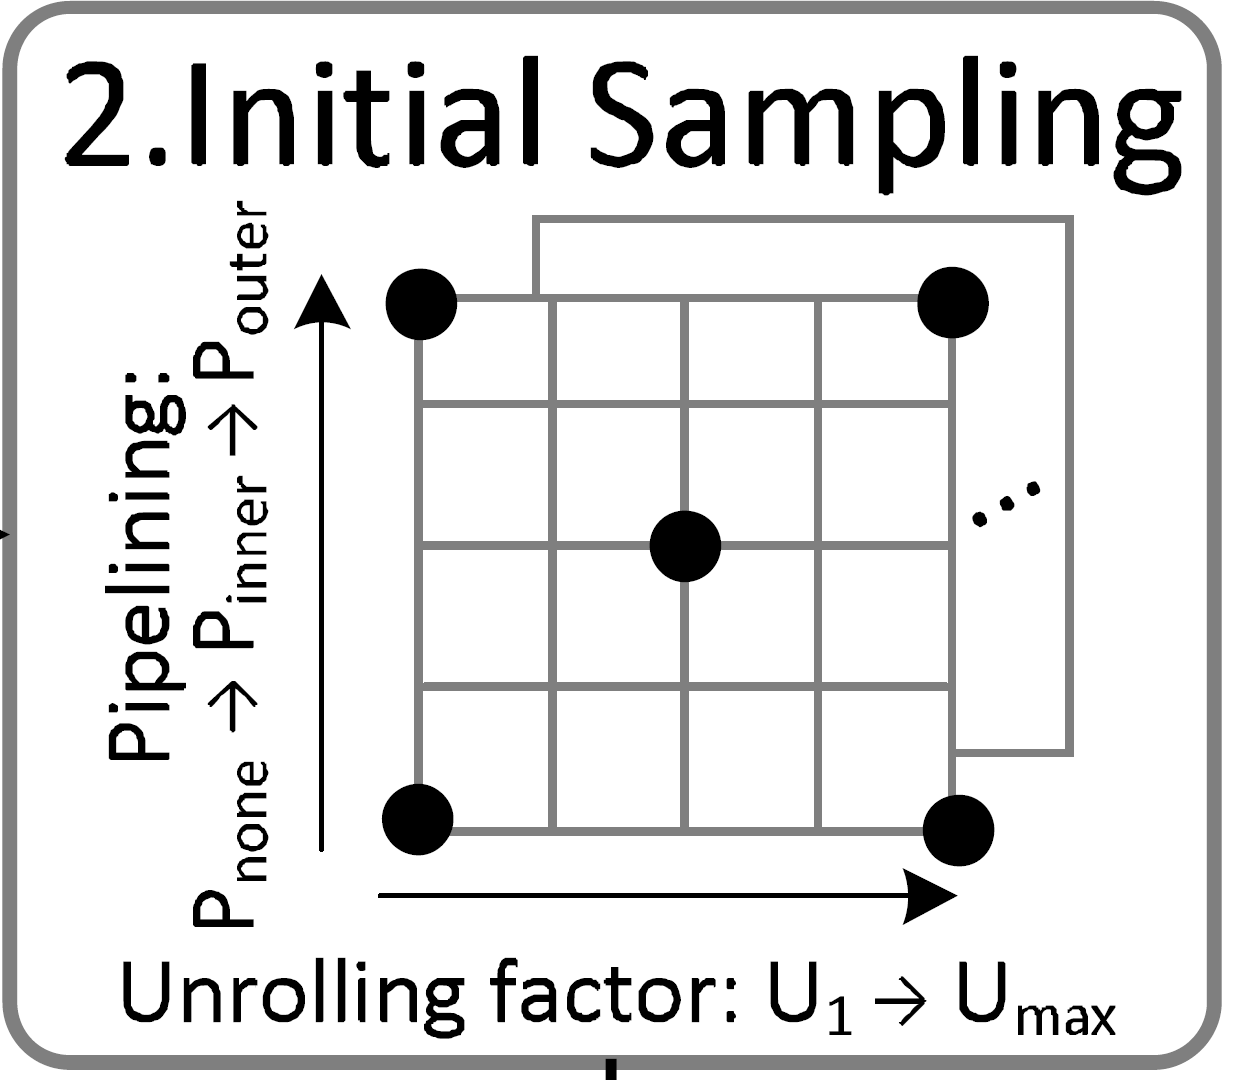 2.Initial Sampling
Pipelining:
Pnone → Pinner → Pouter
Unrolling factor: U1 → Umax